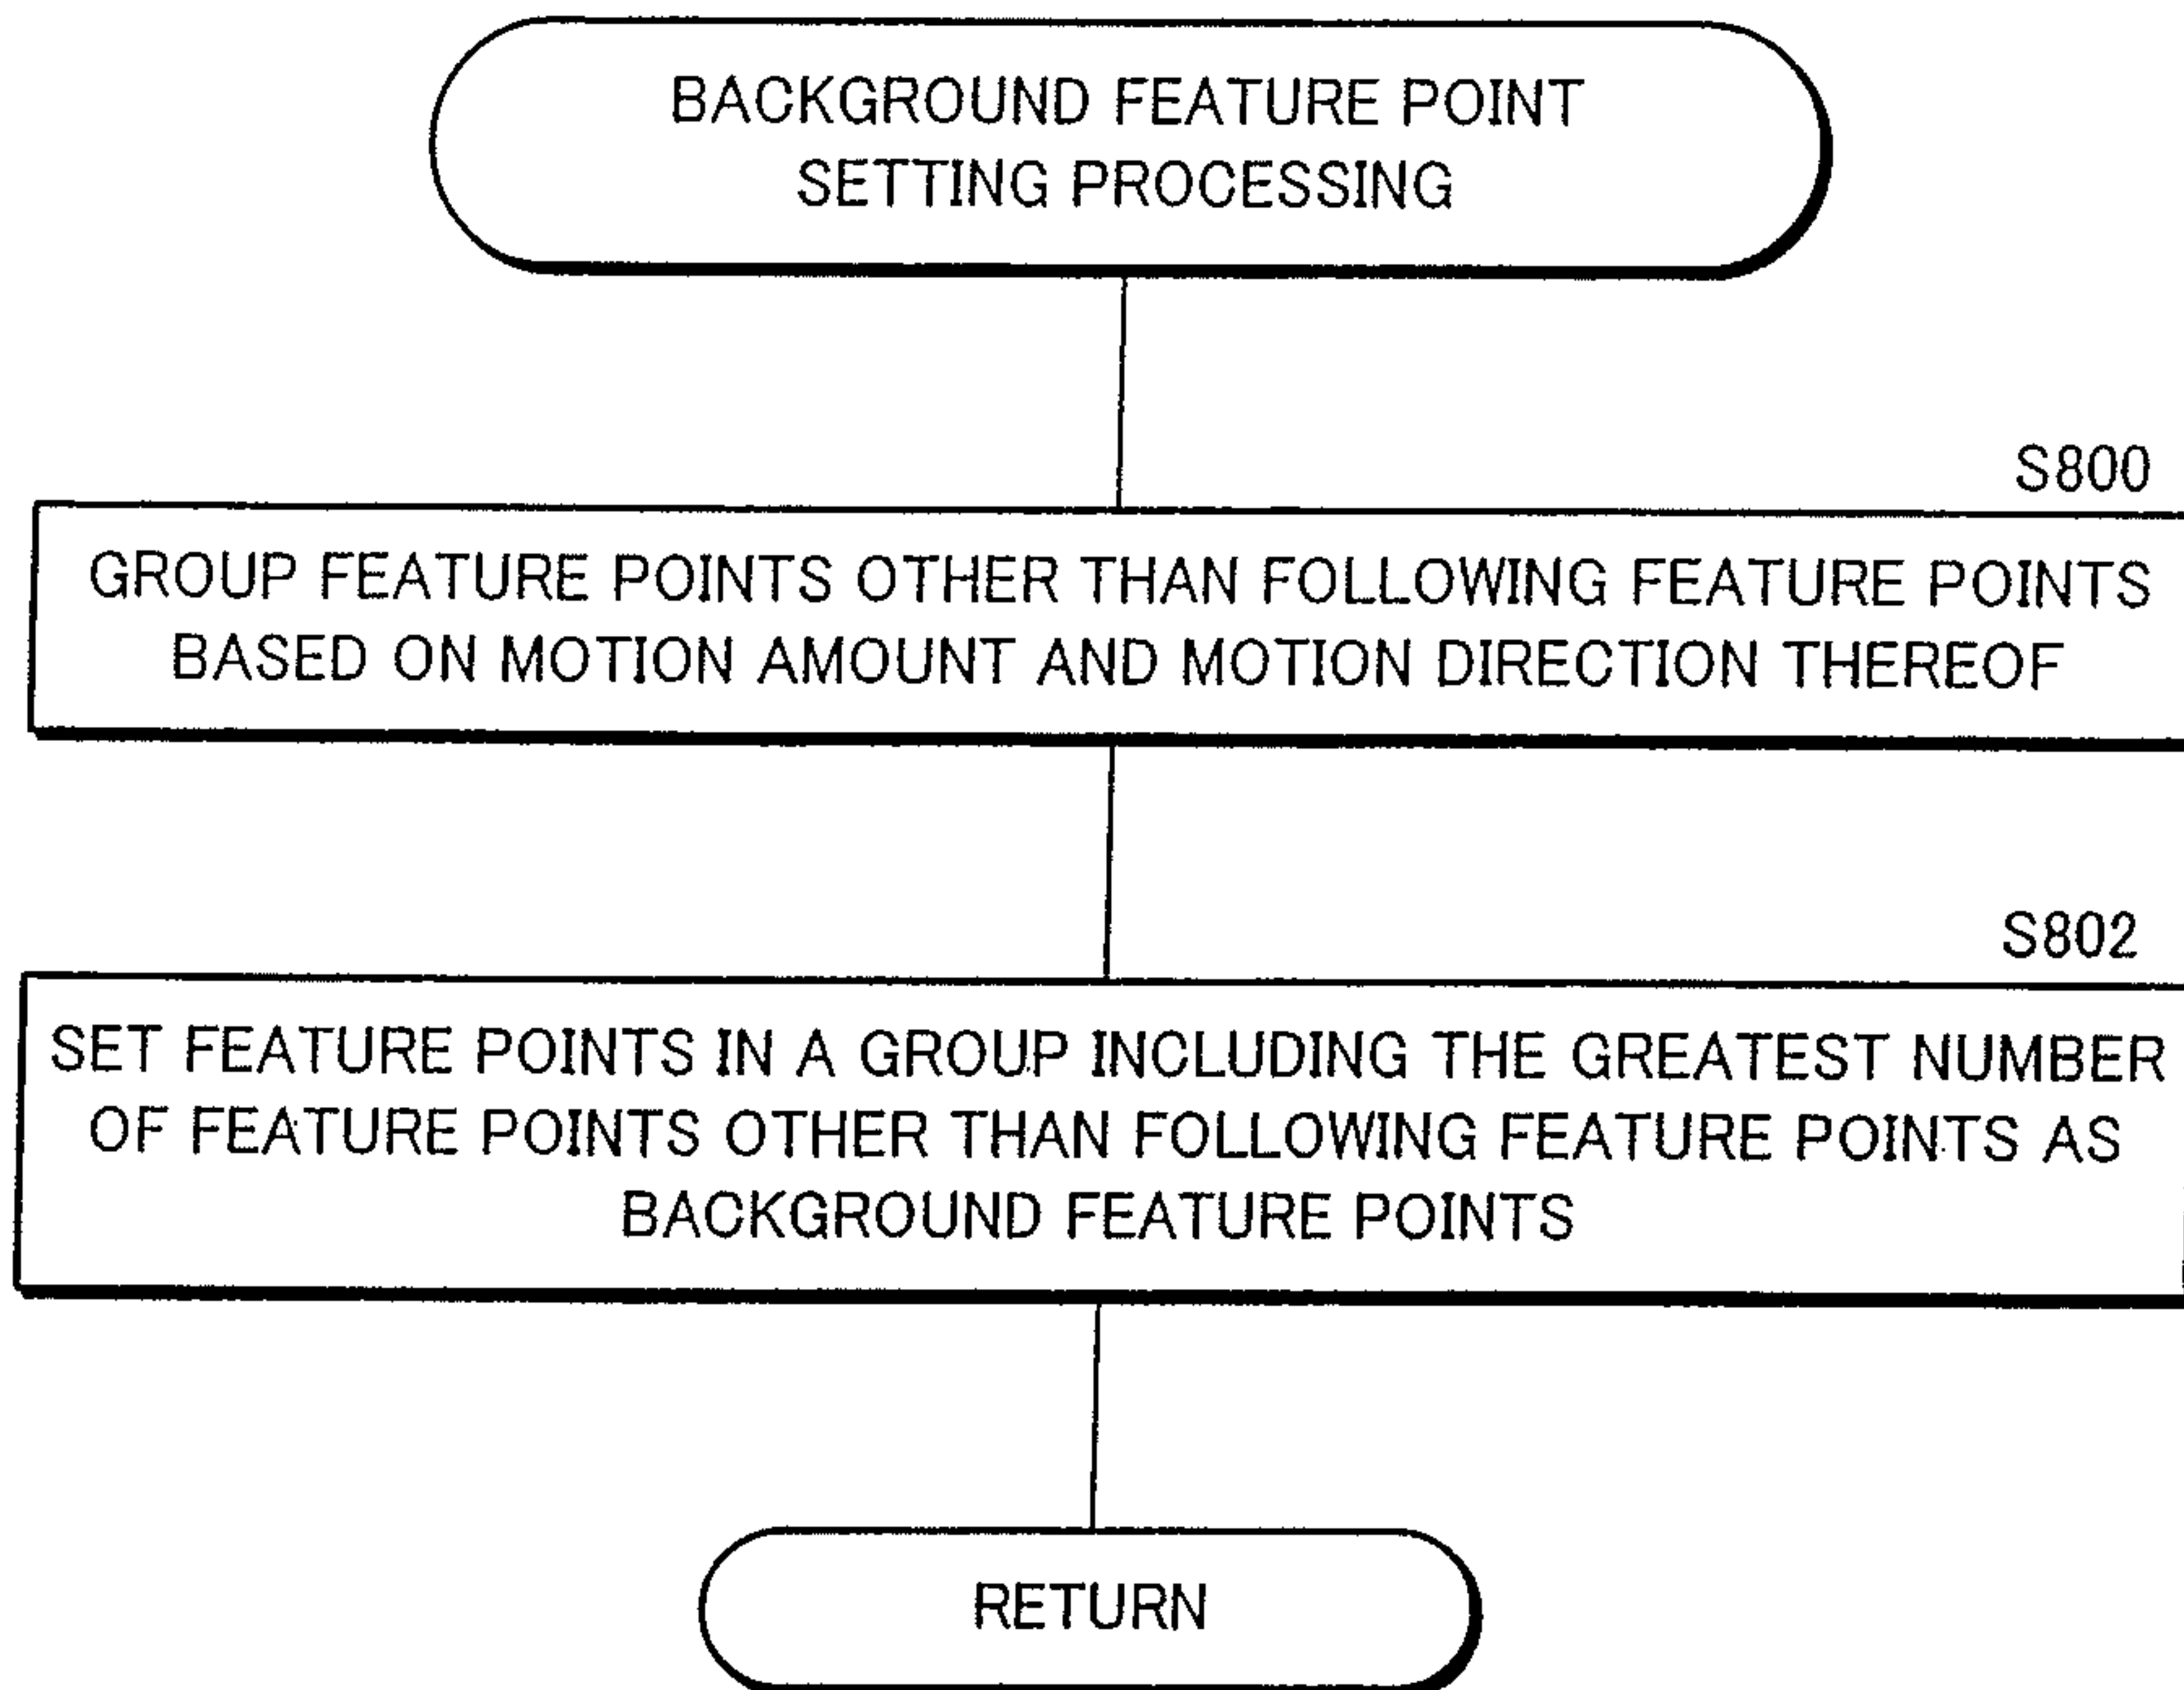 BACKGROUND FEATURE POINT
SETTING PROCESSING
S800
GROUP FEATURE POINTS OTHER THAN FOLLOWING FEATURE POINTS
BASED ON MOTION AMOUNT AND MOTION DIRECTION THEREOF
S802
SET FEATURE POINTS IN A GROUP INCLUDING THE GREATEST NUMBER
OF FEATURE POINTS OTHER THAN FOLLOWING FEATURE POINTS AS
BACKGROUND FEATURE POINTS
RETURN